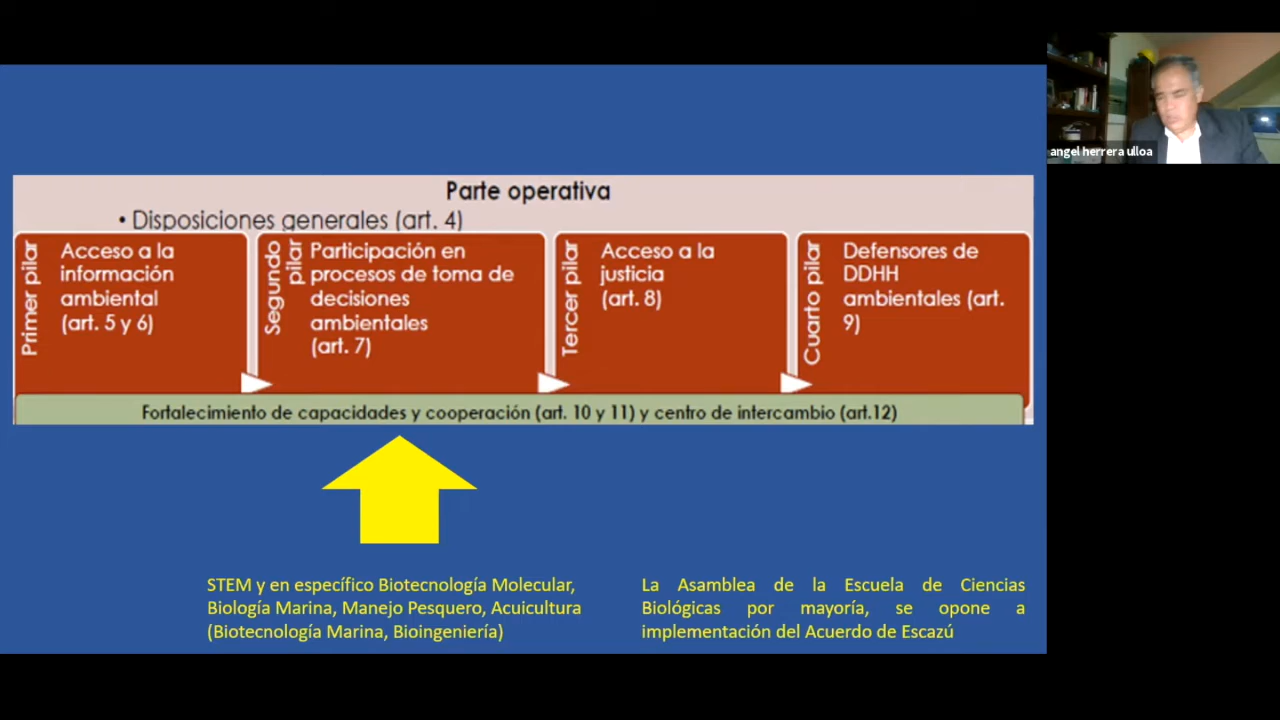 Parte operativa
• Disposiciones generales (art. 4)
Primer pilar
Acceso a la
información
ambiental
(art. 5 y 6)
Segundo
pilar
Participación en
procesos de toma de
decisiones
ambientales
(art. 7)
Tercer pilar
Acceso a la
justicia
(art. 8)
Cuarto pilar
Defensores de
DDHH
ambientales (art.
9)
Fortalecimiento de capacidades y cooperación (art. 10 y 11) y centro de intercambio (art.12)
STEM y en específico Biotecnología Molecular,
Biología Marina, Manejo Pesquero, Acuicultura
(Biotecnología Marina, Bioingeniería)
La Asamblea de la Escuela de Ciencias
Biológicas por mayoría, se opone a
implementación del Acuerdo de Escazú
angel herrera ulloa